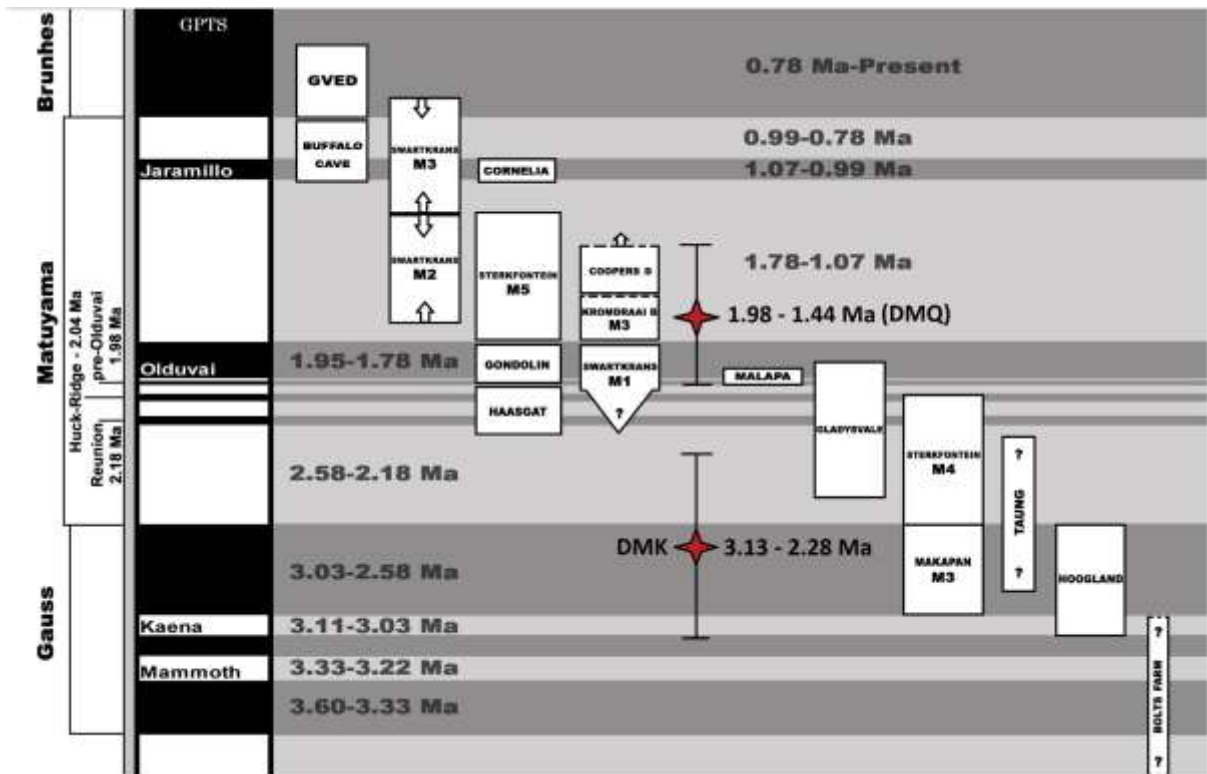 GPTS
Brunhes
Matuyama
Gauss
Huck-Ridge - 2.04 Ma
pre-Olduvai
1.98 Ma
Reunion
2.18 Ma
Jaramillo
Olduvai
Kaena
Mammoth
GVED
BUFFALO
CAVE
SWARTKRANS
M3
CORNELIA
SWARTKRANS
M2
STERKFONTEIN
M5
COOPERS D
KROMDRAAI B
M3
GONDOLIN
SWARTKRANS
M1
?
HAASGAT
MALAPA
GLADYSVALE
STERKFONTEIN
M4
MAKAPAN
M3
?
TAUNG
?
HOOGLAND
?
BOLTS FARM
?
0.78 Ma-Present
0.99-0.78 Ma
1.07-0.99 Ma
1.78-1.07 Ma
1.98 - 1.44 Ma (DMQ)
1.95-1.78 Ma
2.58-2.18 Ma
DMK
3.13 - 2.28 Ma
3.03-2.58 Ma
3.11-3.03 Ma
3.33-3.22 Ma
3.60-3.33 Ma